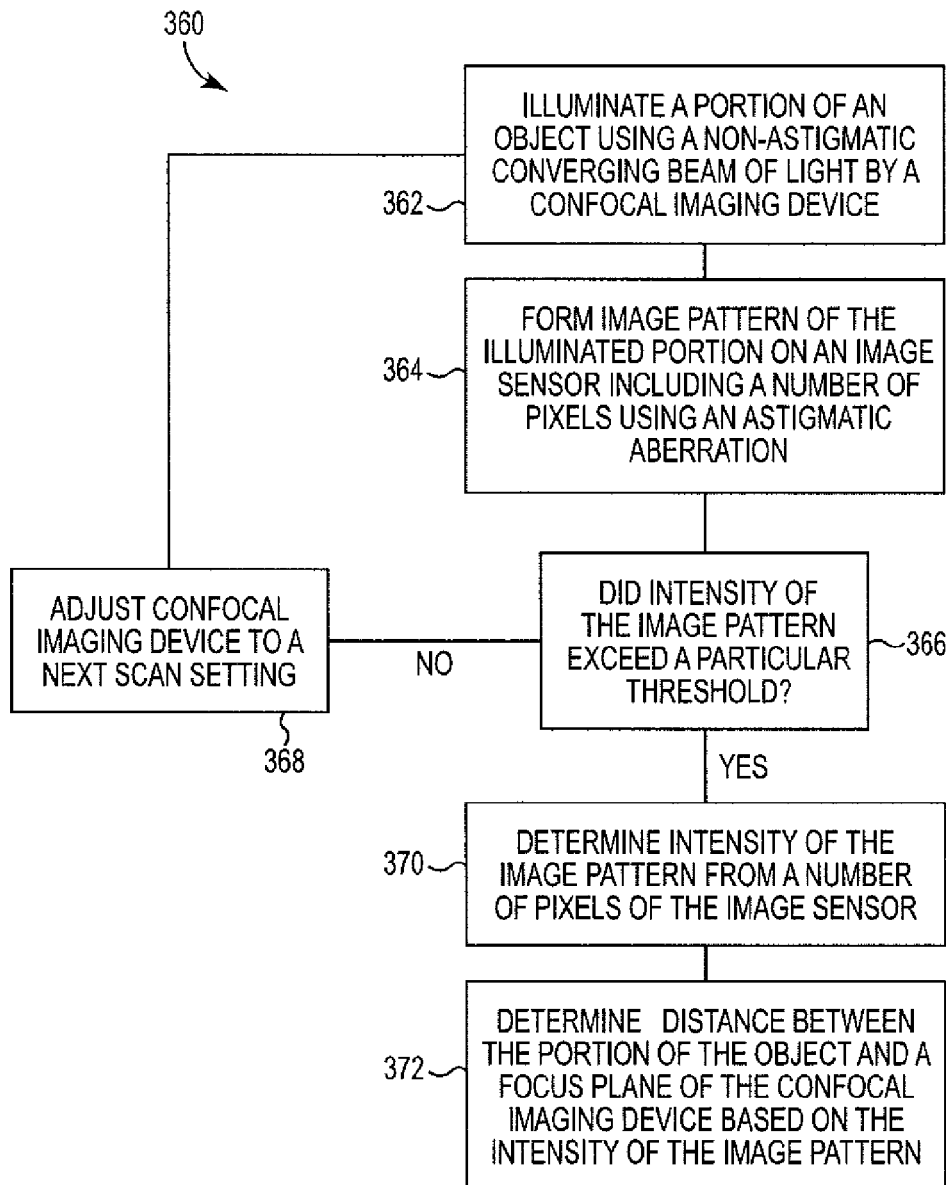 360
ILLUMINATE A PORTION OF AN
OBJECT USING A NON-ASTIGMATIC
CONVERGING BEAM OF LIGHT BY A
CONFOCAL IMAGING DEVICE
362
FORM IMAGE PATTERN OF THE
ILLUMINATED PORTION ON AN IMAGE
SENSOR INCLUDING A NUMBER OF
PIXELS USING AN ASTIGMATIC
ABERRATION
364
DID INTENSITY OF
THE IMAGE PATTERN
EXCEED A PARTICULAR
THRESHOLD?
366
NO
ADJUST CONFOCAL
IMAGING DEVICE TO A
NEXT SCAN SETTING
368
YES
DETERMINE INTENSITY OF THE
IMAGE PATTERN FROM A NUMBER
OF PIXELS OF THE IMAGE SENSOR
370
DETERMINE DISTANCE BETWEEN
THE PORTION OF THE OBJECT AND A
FOCUS PLANE OF THE CONFOCAL
IMAGING DEVICE BASED ON THE
INTENSITY OF THE IMAGE PATTERN
372